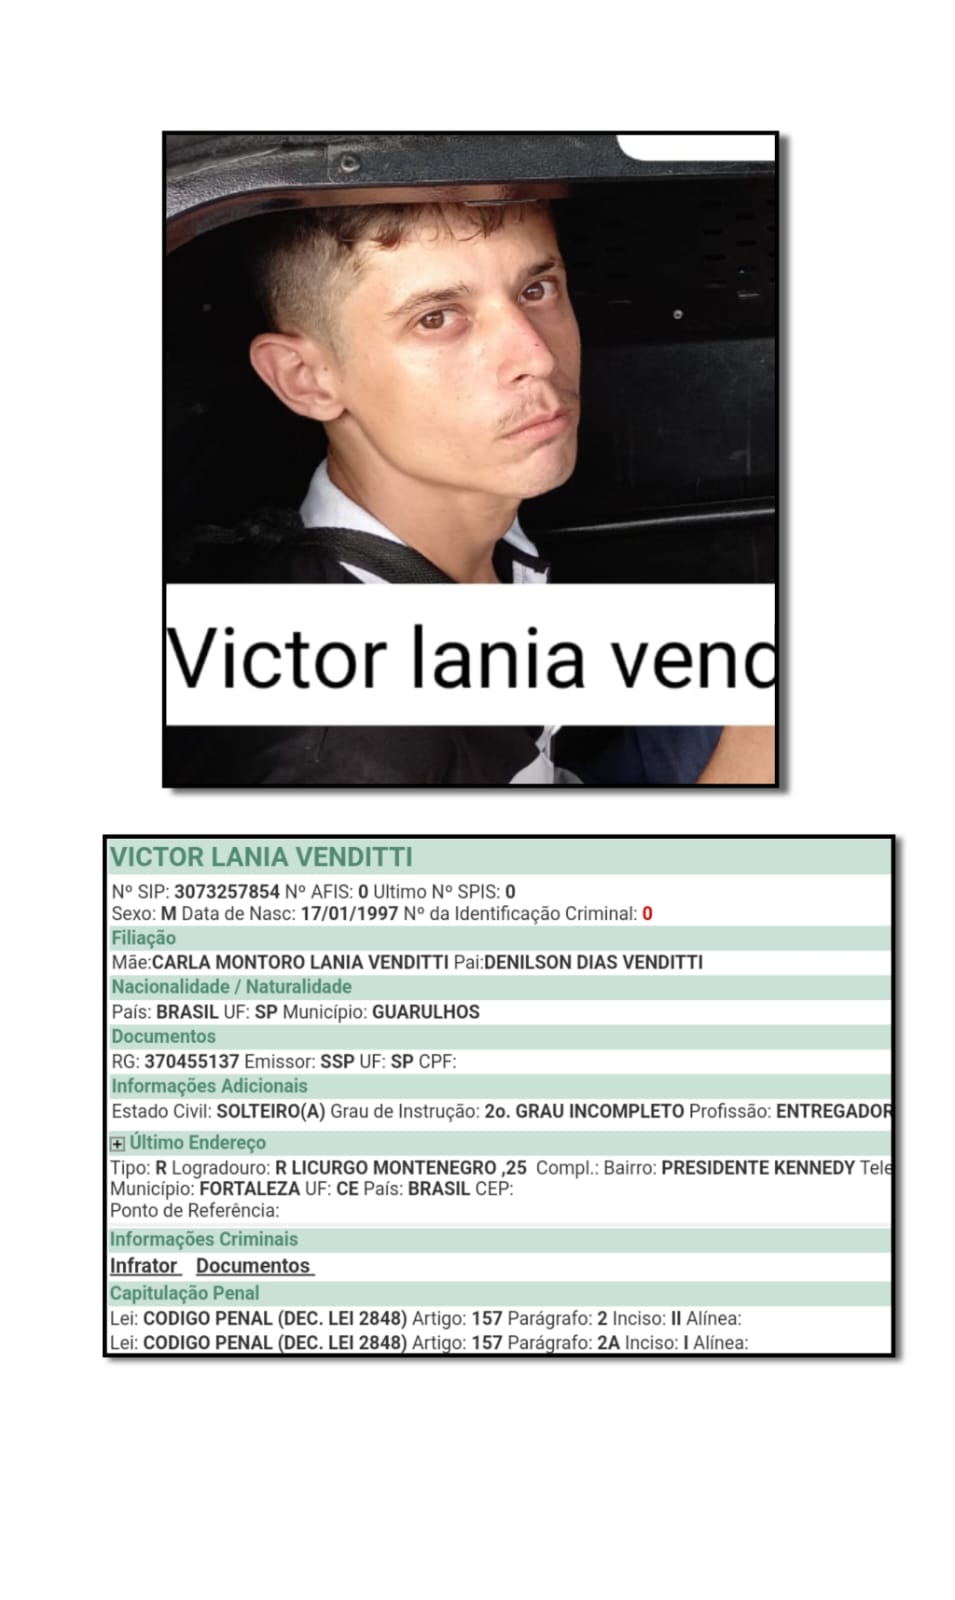 Victor lania vend
VICTOR LANIA VENDITTI
Nº SIP: 3073257854 Nº AFIS: 0 Ultimo Nº SPIS: 0
Sexo: M Data de Nasc: 17/01/1997 Nº da Identificação Criminal: 0
Filiação
Mãe:CARLA MONTORO LANIA VENDITTI Pai:DENILSON DIAS VENDITTI
Nacionalidade / Naturalidade
País: BRASIL UF: SP Município: GUARULHOS
Documentos
RG: 370455137 Emissor: SSP UF: SP CPF:
Informações Adicionais
Estado Civil: SOLTEIRO(A) Grau de Instrução: 2o. GRAU INCOMPLETO Profissão: ENTREGADOR
Último Endereço
Tipo: R Logradouro: R LICURGO MONTENEGRO ,25 Compl.: Bairro: PRESIDENTE KENNEDY Tele
Município: FORTALEZA UF: CE País: BRASIL CEP:
Ponto de Referência:
Informações Criminais
Infrator Documentos
Capitulação Penal
Lei: CODIGO PENAL (DEC. LEI 2848) Artigo: 157 Parágrafo: 2 Inciso: II Alínea:
Lei: CODIGO PENAL (DEC. LEI 2848) Artigo: 157 Parágrafo: 2A Inciso: I Alínea: